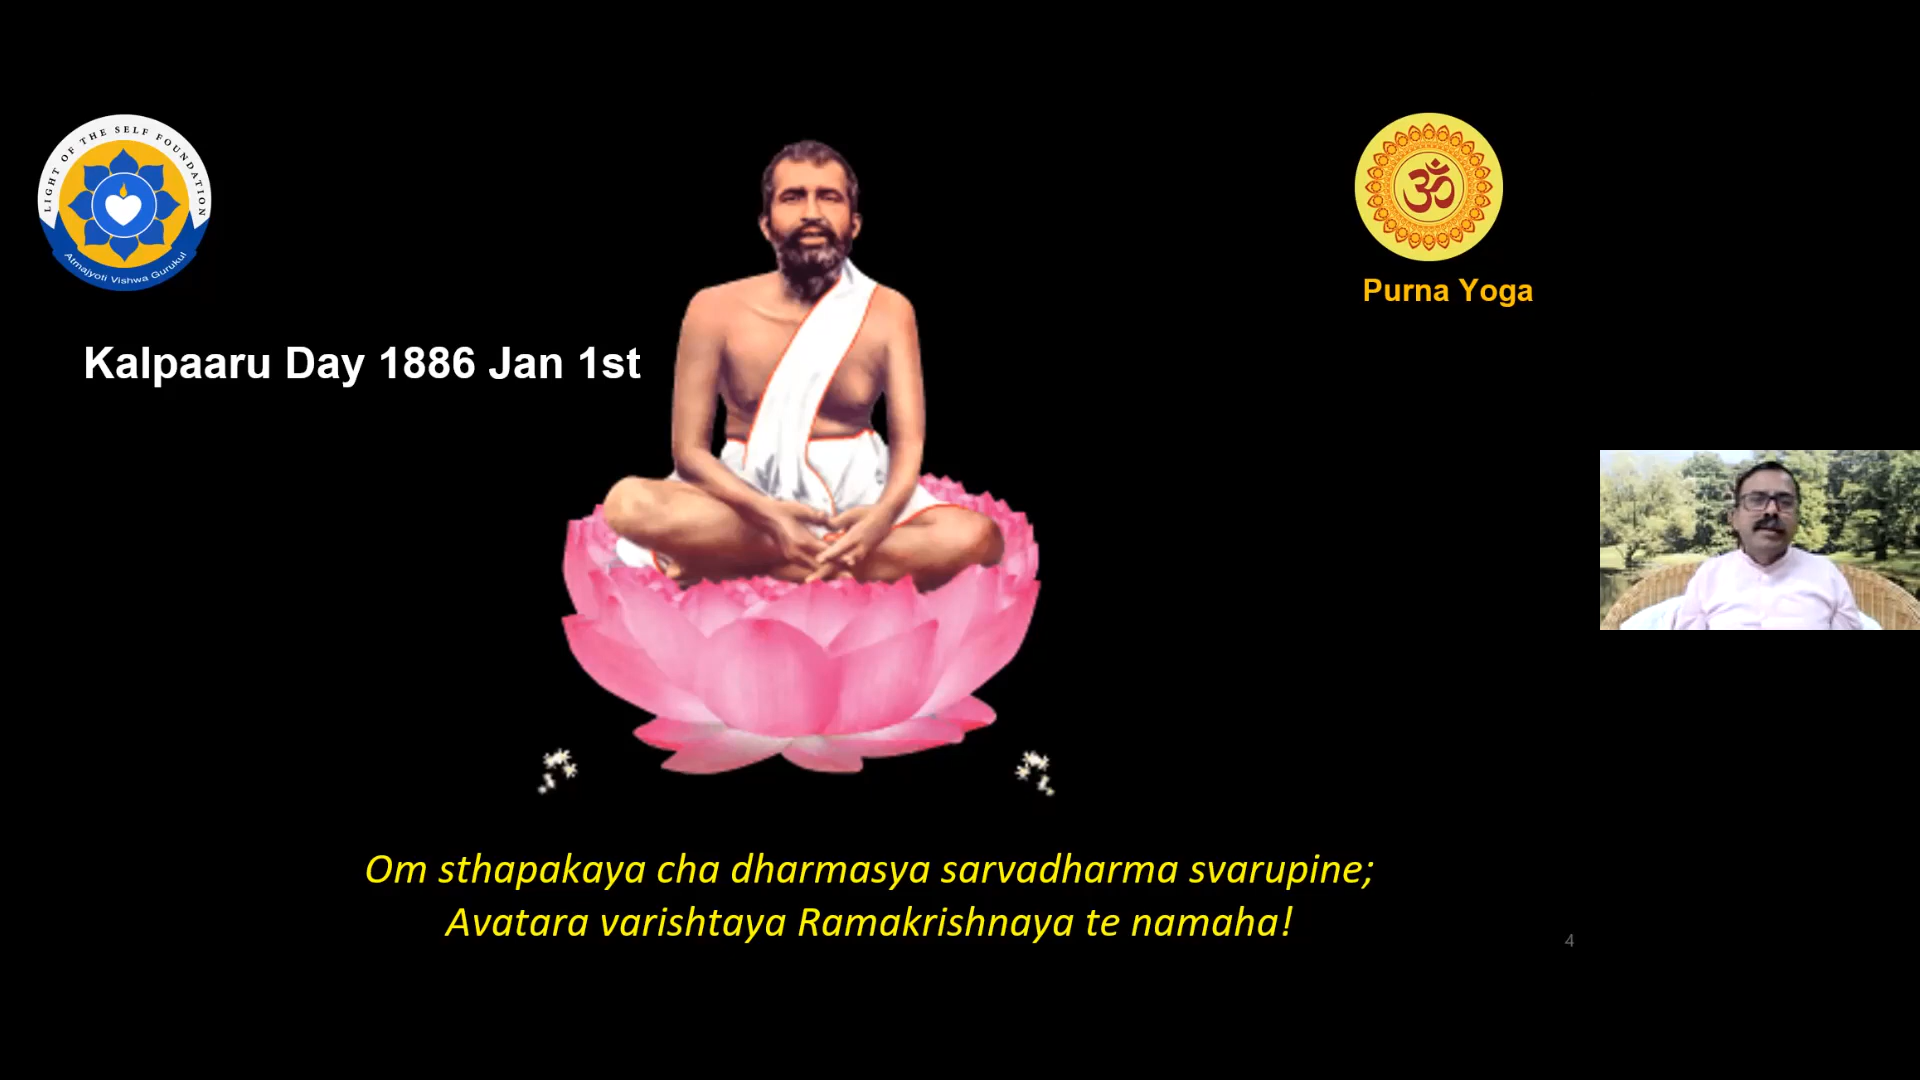 LIGHT OF THE SELF FOUNDATION
Atmajyoti Vishwa Gurukul
ॐ
Purna Yoga
Kalpaaru Day 1886 Jan 1st
Om sthapakaya cha dharmasya sarvadharma svarupine;
Avatara varishtaya Ramakrishnaya te namaha!
4